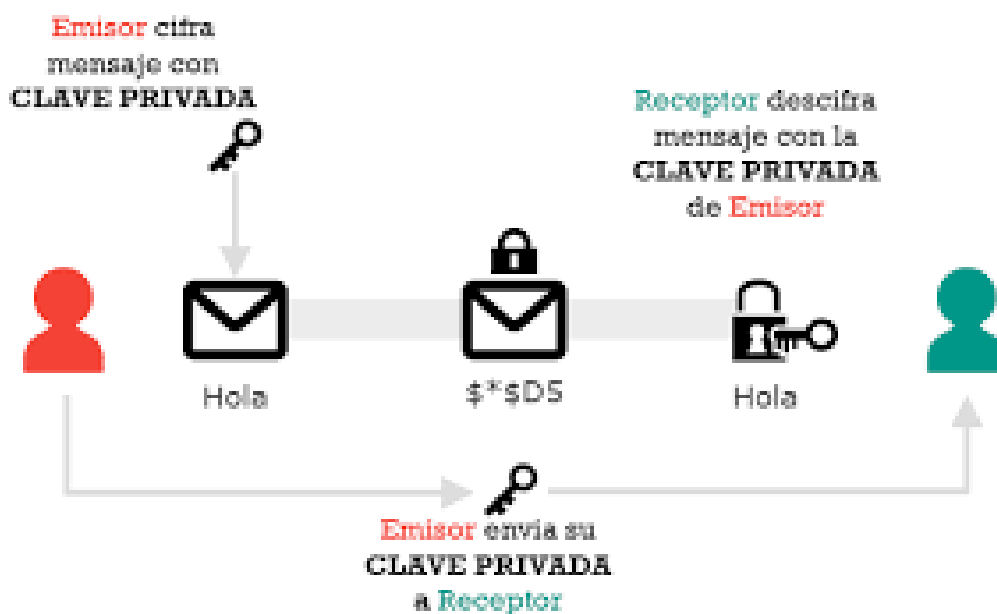 Emisor cifra
mensaje con
CLAVE PRIVADA
Receptor descifra
mensaje con la
CLAVE PRIVADA
de Emisor
Hola
$*$DS
Hola
Emisor envía su
CLAVE PRIVADA
a Receptor